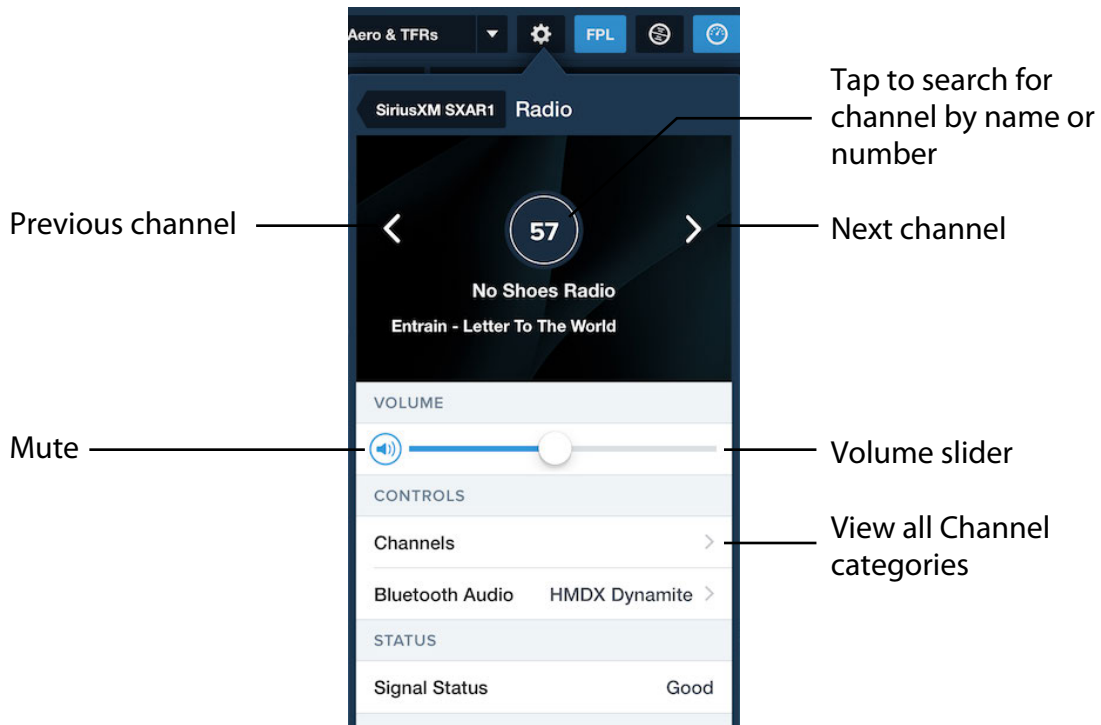 Aero & TFRs
FPL
SiriusXM SXAR1
Radio
Tap to search for
channel by name or
number
Previous channel
57
Next channel
No Shoes Radio
Entrain - Letter To The World
VOLUME
Mute
Volume slider
CONTROLS
Channels
View all Channel
categories
Bluetooth Audio
HMDX Dynamite
STATUS
Signal Status
Good